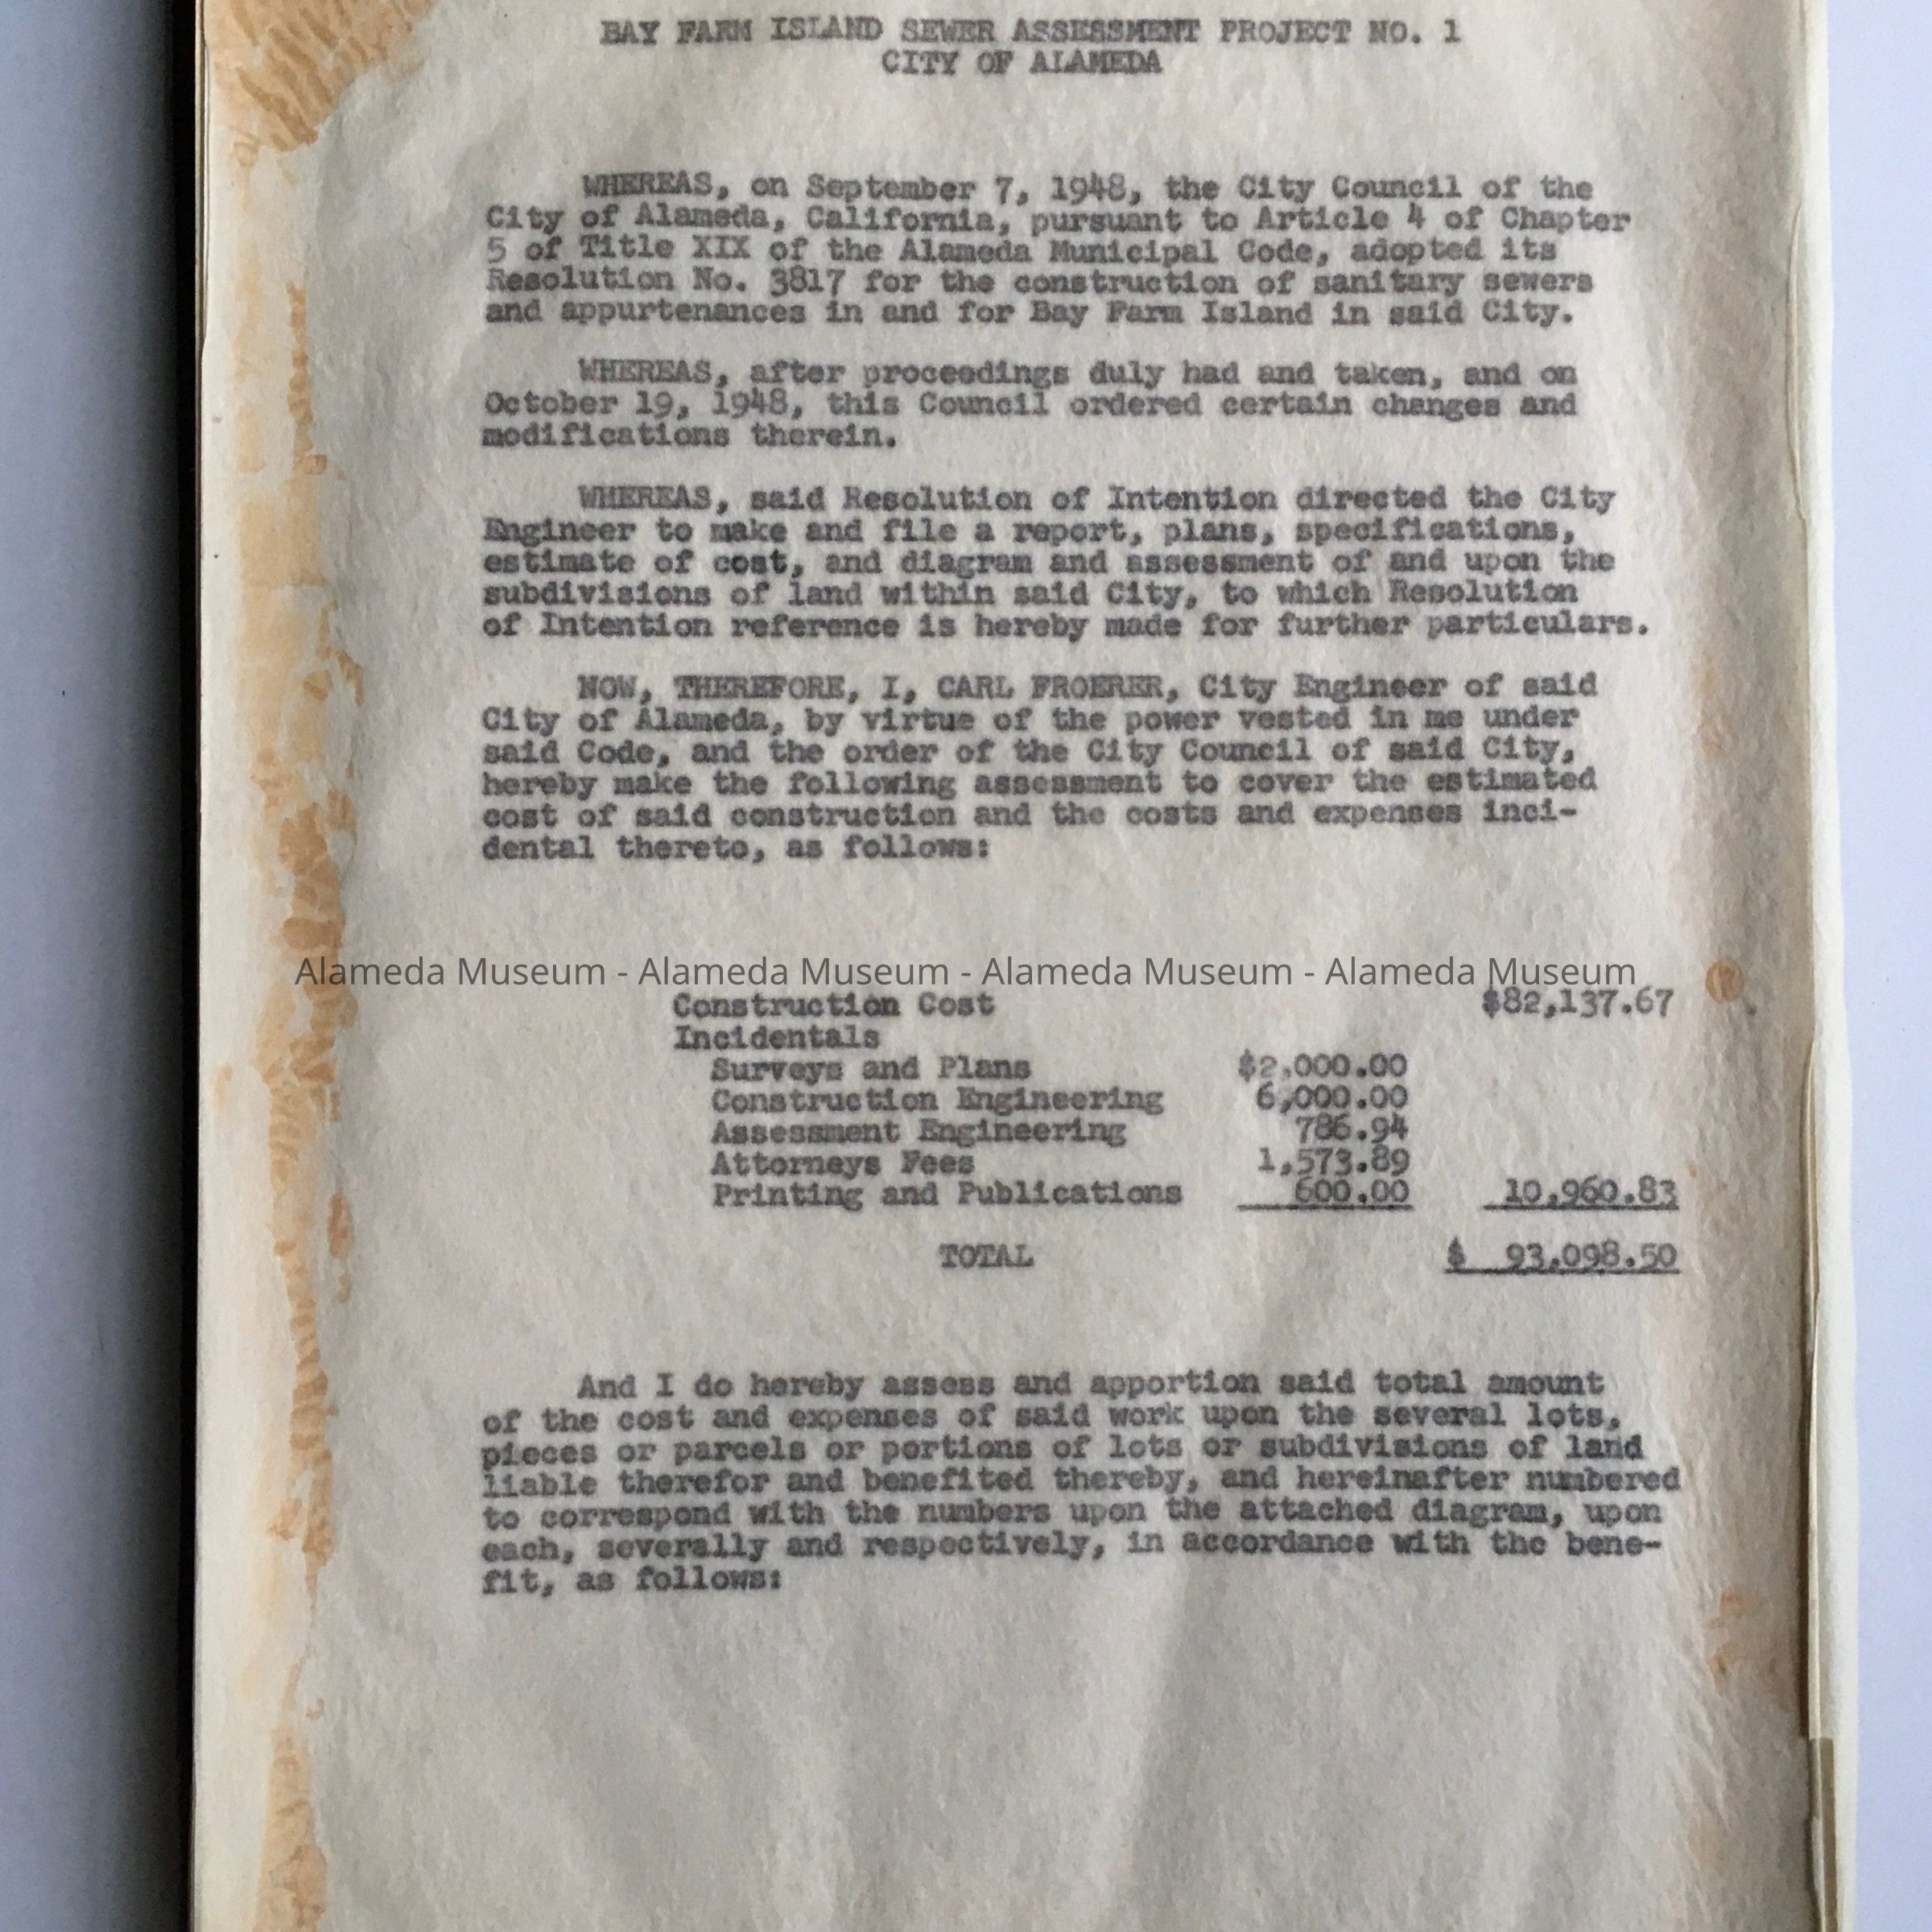 BAY FARM ISLAND SEWER ASSESSMENT PROJECT NO. 1
CITY OF ALAMEDA
WHEREAS, on September 7, 1948, the City Council of the
City of Alameda, California, pursuant to Article 4 of Chapter
5 of Title XIX of the Alameda Municipal Code, adopted its
Resolution No. 3817 for the construction of sanitary sewers
and appurtenances in and for Bay Farm Island in said City.
WHEREAS, after proceedings duly had and taken, and on
October 19, 1948, this Council ordered certain changes and
modifications therein.
WHEREAS, said Resolution of Intention directed the City
Engineer to make and file a report, plans, specifications,
estimate of cost, and diagram and assessment of and upon the
subdivisions of land within said City, to which Resolution
of Intention reference is hereby made for further particulars.
NOW, THEREFORE, I, CARL FROERER, City Engineer of said
City of Alameda, by virtue of the power vested in me under
said Code, and the order of the City Council of said City,
hereby make the following assessment to cover the estimated
cost of said construction and the costs and expenses inci-
dental thereto, as follows:
Alameda Museum - Alameda Museum - Alameda Museum - Alameda Museum
Construction Cost $82,137.67
Incidentals
Surveys and Plans $2,000.00
Construction Engineering 6,000.00
Assessment Engineering 786.94
Attorneys Fees 1,573.89
Printing and Publications 600.00 10,960.83
TOTAL $ 93,098.50
And I do hereby assess and apportion said total amount
of the cost and expenses of said work upon the several lots,
pieces or parcels or portions of lots or subdivisions of land
liable therefor and benefited thereby, and hereinafter numbered
to correspond with the numbers upon the attached diagram, upon
each, severally and respectively, in accordance with the bene-
fit, as follows: